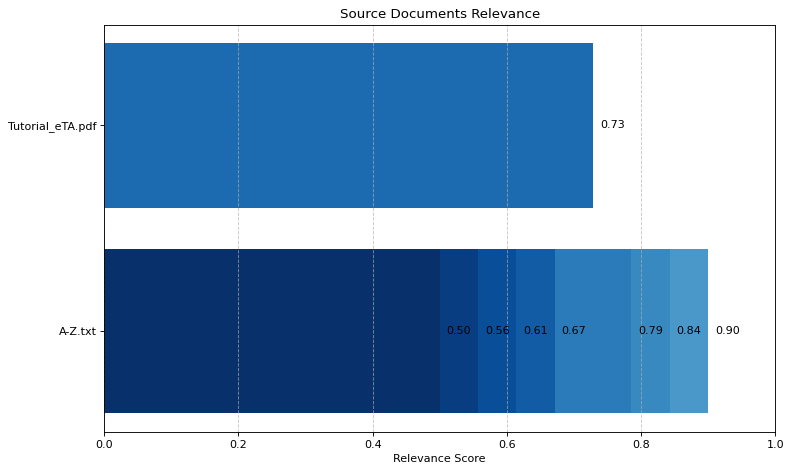 Source Documents Relevance
Tutorial_eTA.pdf
0.73
A-Z.txt
0.50 0.56 0.61 0.67 0.79 0.84 0.90
0.0 0.2 0.4 0.6 0.8 1.0
Relevance Score